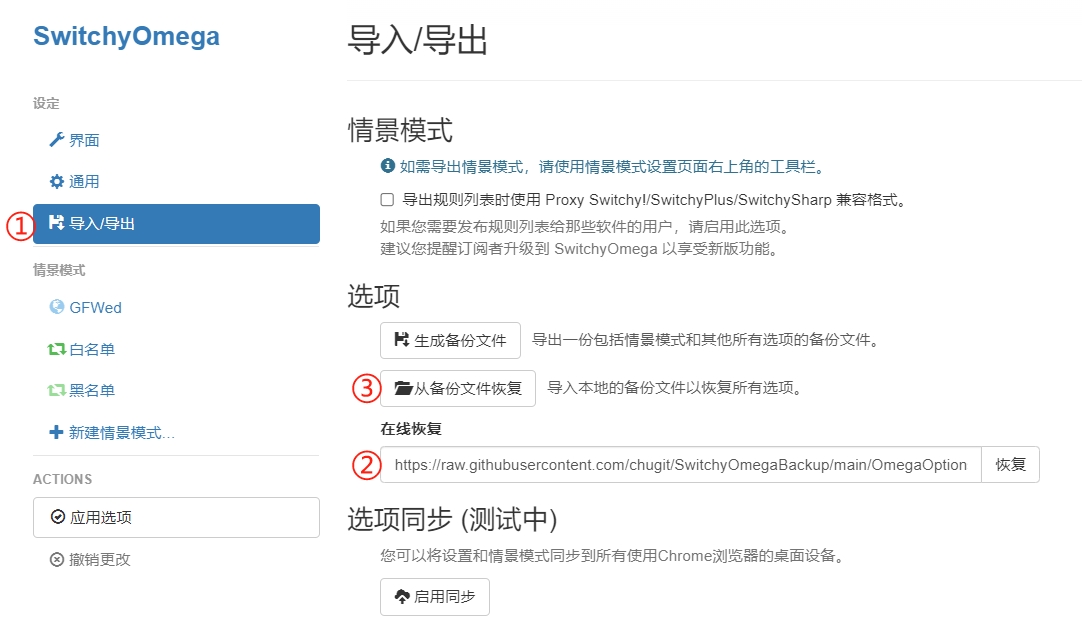 SwitchyOmega
设定
界面
通用
① 导入/导出
情景模式
GFWed
白名单
黑名单
新建情景模式...
ACTIONS
应用选项
撤销更改
导入/导出
情景模式
如需导出情景模式，请使用情景模式设置页面右上角的工具栏。
导出规则列表时使用 Proxy Switchy!/SwitchyPlus/SwitchySharp 兼容格式。
如果您需要发布规则列表给那些软件的用户，请启用此选项。
建议您提醒订阅者升级到 SwitchyOmega 以享受新版功能。
选项
生成备份文件 导出一份包括情景模式和其他所有选项的备份文件。
③ 从备份文件恢复 导入本地的备份文件以恢复所有选项。
在线恢复
② https://raw.githubusercontent.com/chugit/SwitchyOmegaBackup/main/OmegaOption 恢复
选项同步 (测试中)
您可以将设置和情景模式同步到所有使用Chrome浏览器的桌面设备。
启用同步